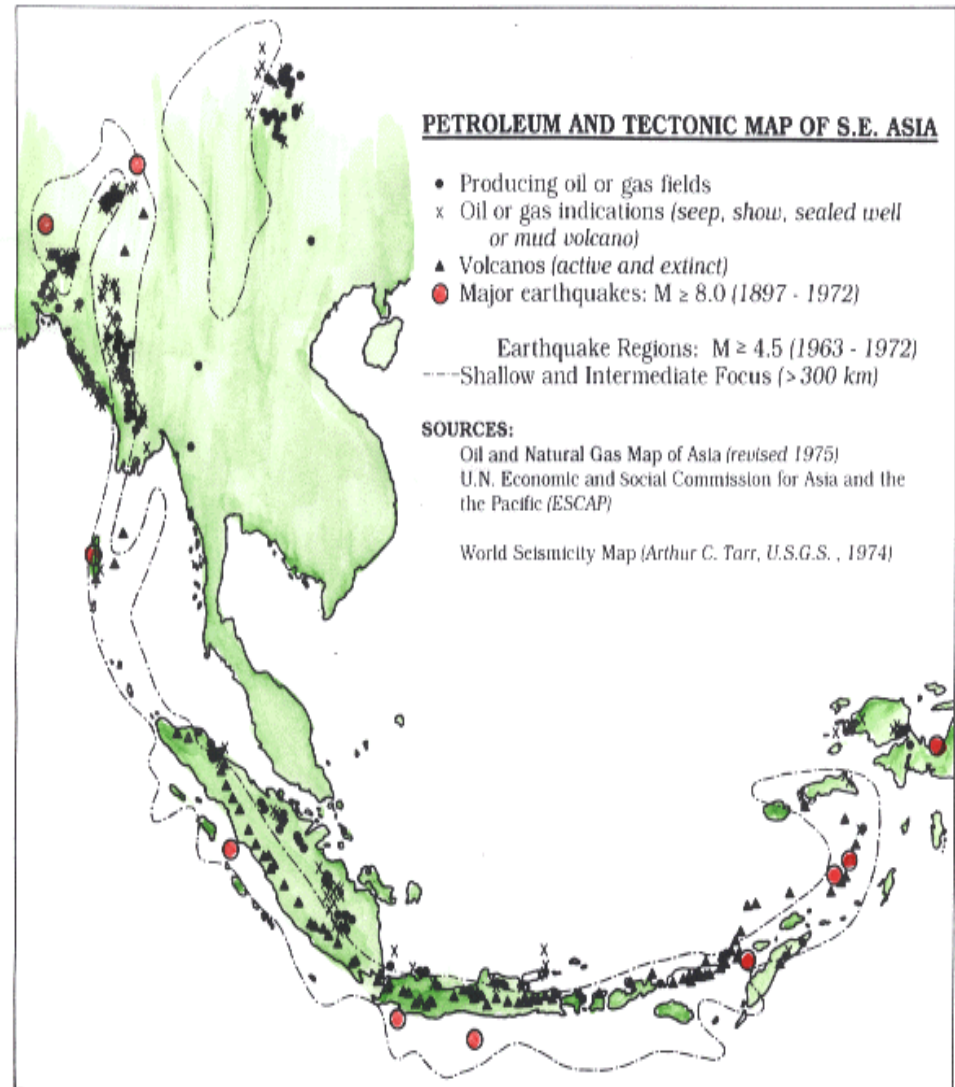 PETROLEUM AND TECTONIC MAP OF S.E. ASIA
• Producing oil or gas fields
x Oil or gas indications (seep, show, sealed well
or mud volcano)
▲ Volcanos (active and extinct)
Major earthquakes: M ≥ 8.0 (1897 - 1972)
Earthquake Regions: M ≥ 4.5 (1963 - 1972)
Shallow and Intermediate Focus (> 300 km)
SOURCES:
Oil and Natural Gas Map of Asia (revised 1975)
U.N. Economic and Social Commission for Asia and the
the Pacific (ESCAP)
World Seismicity Map (Arthur C. Tarr, U.S.G.S. , 1974)